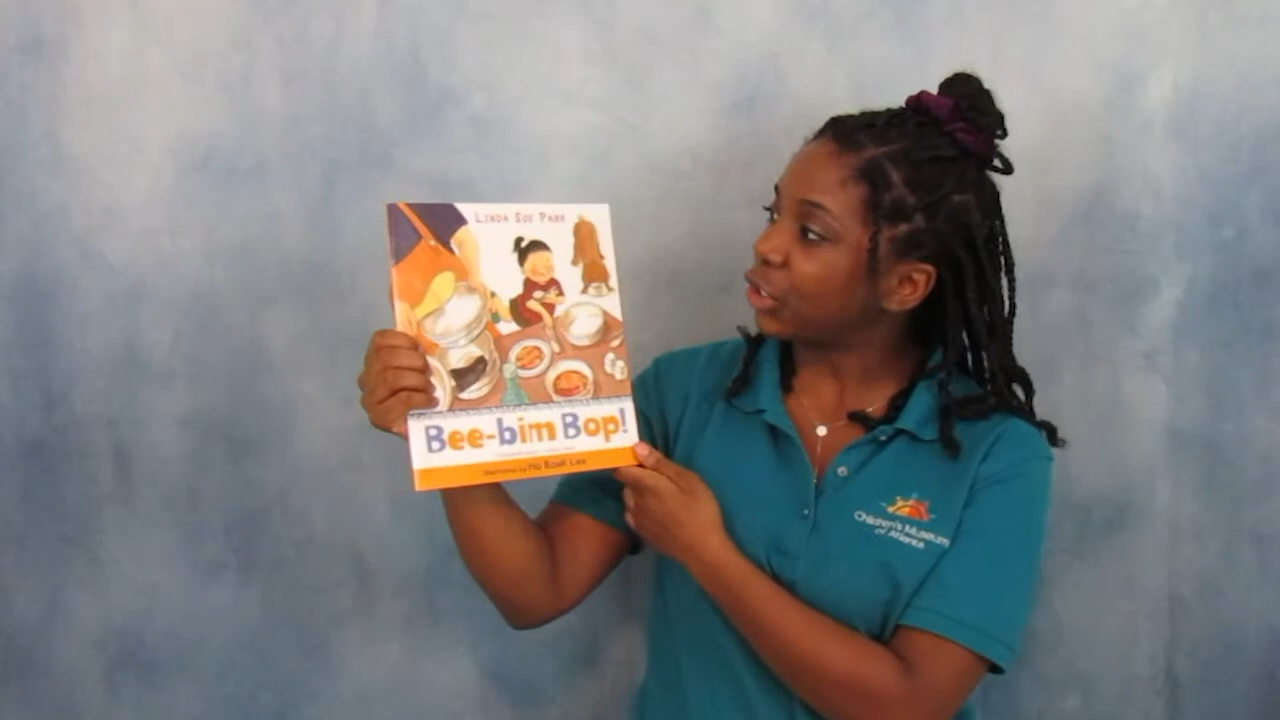 LINDA SUE PARK
Bee-bim Bop!
Illustrated by Ho Baek Lee
Children's Museum
of Atlanta